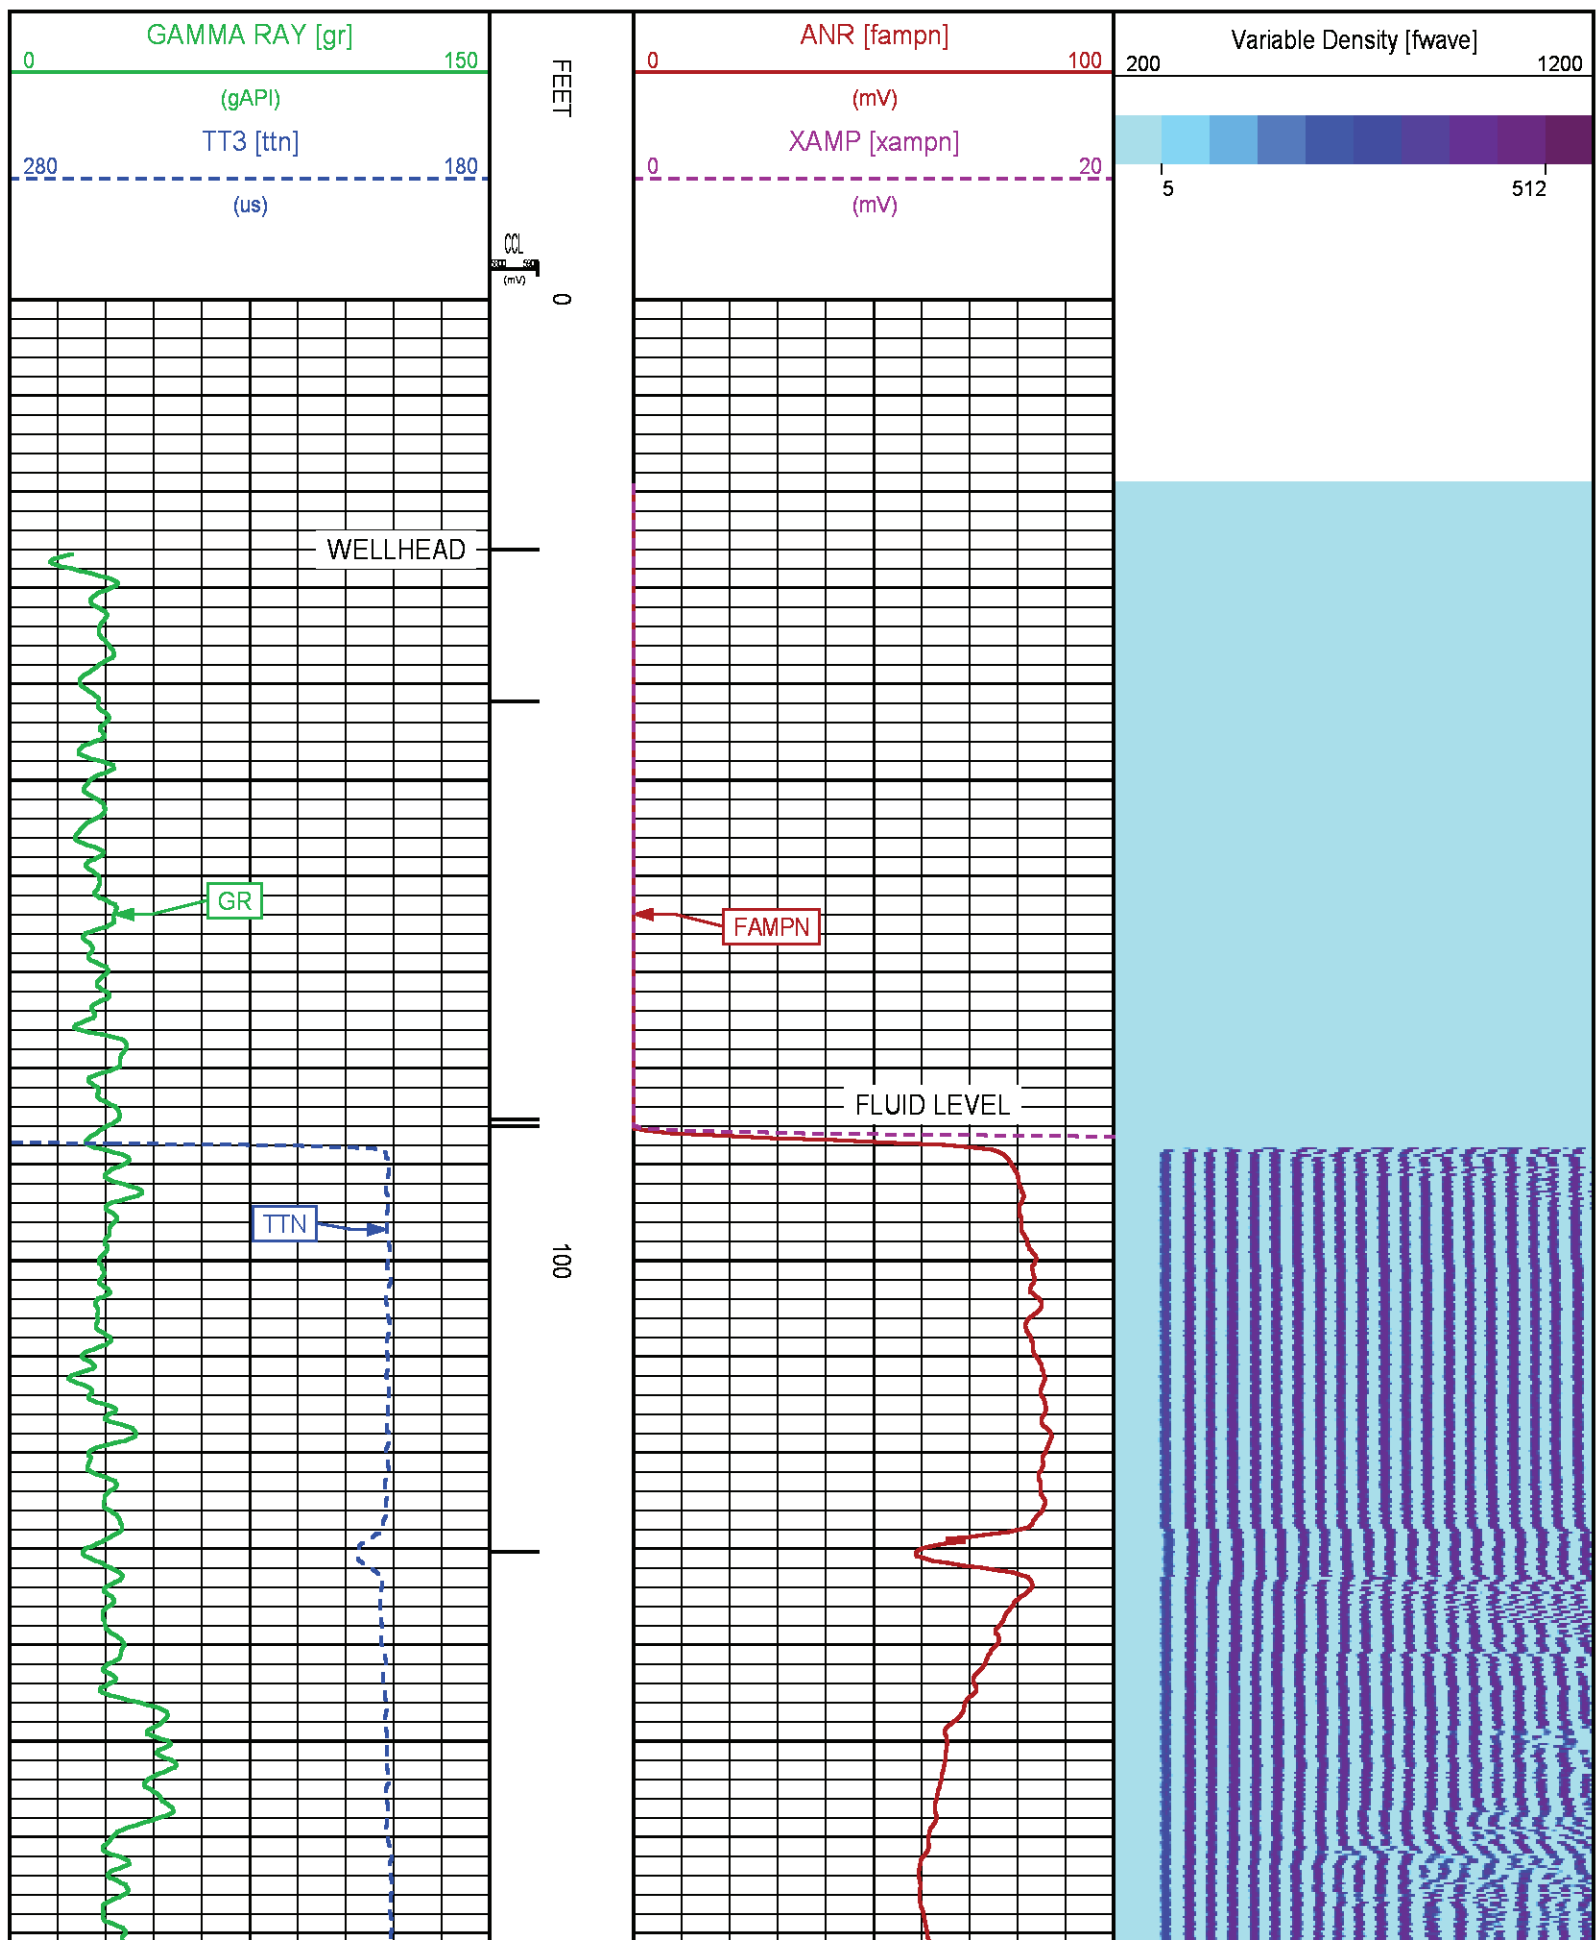 GAMMA RAY [gr]
0 150
(gAPI)
TT3 [ttn]
280 180
(us)
FEET
CCL
(mV)
ANR [fampn]
0 100
(mV)
XAMP [xampn]
0 20
(mV)
Variable Density [fwave]
200 1200
5 512
0
WELLHEAD
GR
FAMPN
FLUID LEVEL
TTN
100